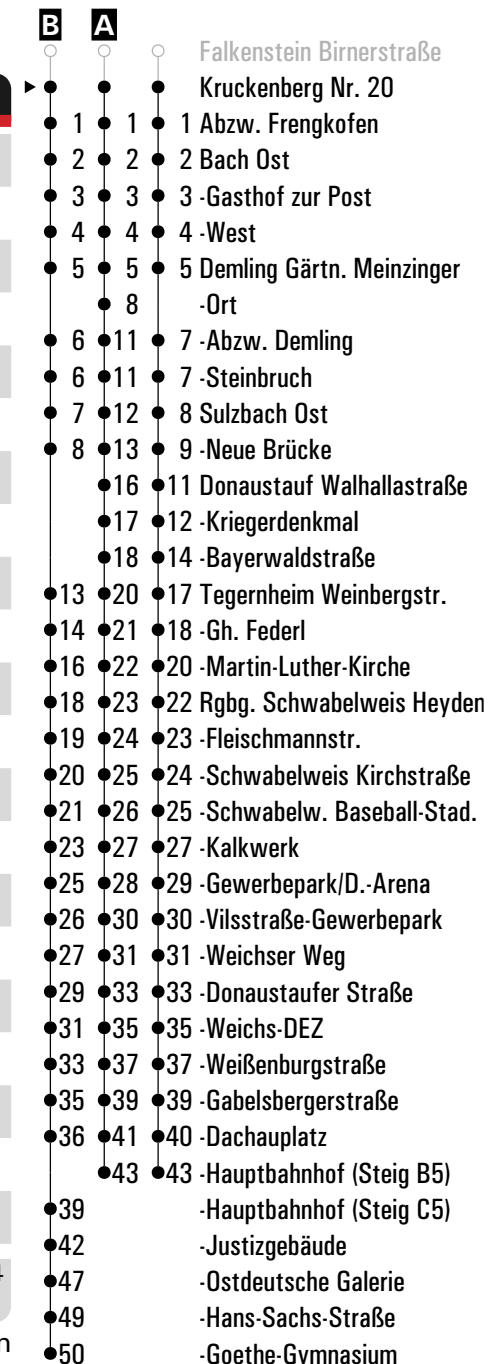 B A
Falkenstein Birnerstraße
Kruckenberg Nr. 20
1 1 1 Abzw. Frengkofen
2 2 2 Bach Ost
3 3 3 -Gasthof zur Post
4 4 4 -West
5 5 5 Demling Gärtn. Meinzinger
8 -Ort
6 11 7 -Abzw. Demling
6 11 7 -Steinbruch
7 12 8 Sulzbach Ost
8 13 9 -Neue Brücke
16 11 Donaustauf Walhallastraße
17 12 -Kriegerdenkmal
18 14 -Bayerwaldstraße
13 20 17 Tegernheim Weinbergstr.
14 21 18 -Gh. Federl
16 22 20 -Martin-Luther-Kirche
18 23 22 Rgbg. Schwabelweis Heyden
19 24 23 -Fleischmannstr.
20 25 24 -Schwabelweis Kirchstraße
21 26 25 -Schwabelw. Baseball-Stad.
23 27 27 -Kalkwerk
25 28 29 -Gewerbepark/D.-Arena
26 30 30 -Vilsstraße-Gewerbepark
27 31 31 -Weichser Weg
29 33 33 -Donaustaufer Straße
31 35 35 -Weichs-DEZ
33 37 37 -Weißenburgstraße
35 39 39 -Gabelsbergerstraße
36 41 40 -Dachauplatz
43 43 -Hauptbahnhof (Steig B5)
39 -Hauptbahnhof (Steig C5)
42 -Justizgebäude
47 -Ostdeutsche Galerie
49 -Hans-Sachs-Straße
50 -Goethe-Gymnasium